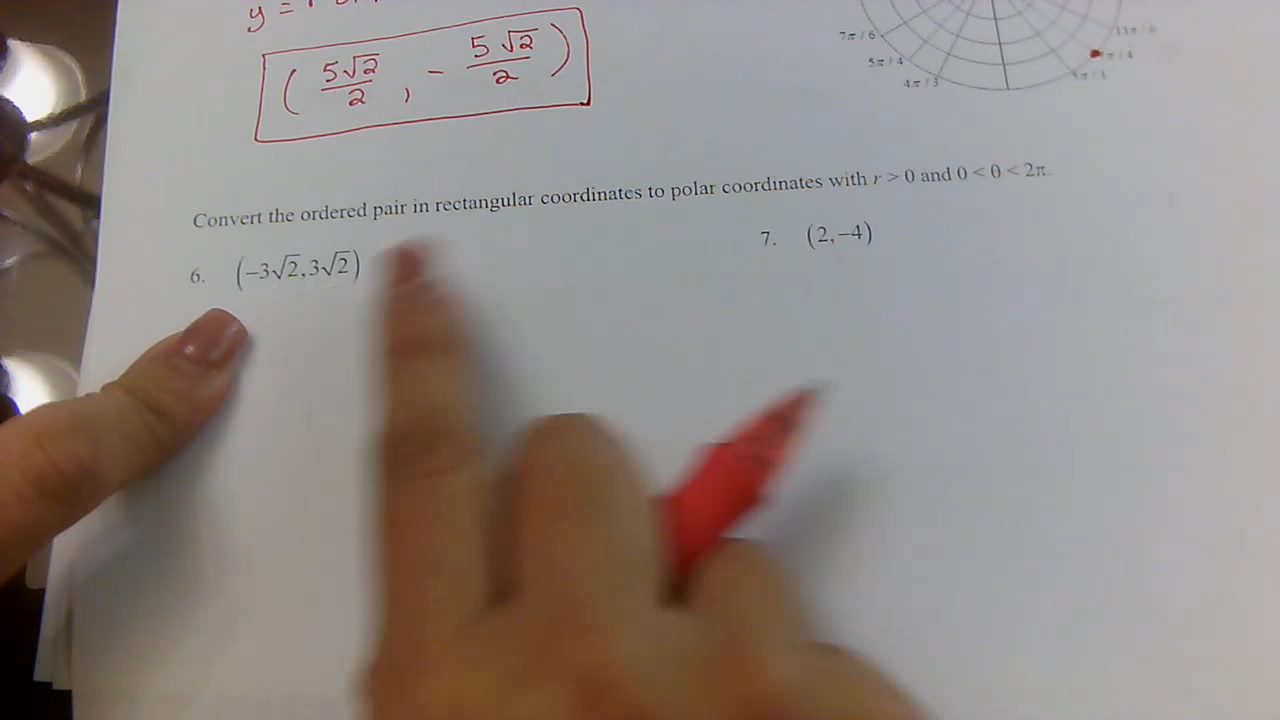 y = r
( 5√2/2 , - 5√2/2 )
7π / 6
5π / 4
4π / 3
11π / 6
7π / 4
5π / 3
Convert the ordered pair in rectangular coordinates to polar coordinates with r > 0 and 0 < θ < 2π.
6. (−3√2, 3√2)
7. (2, −4)